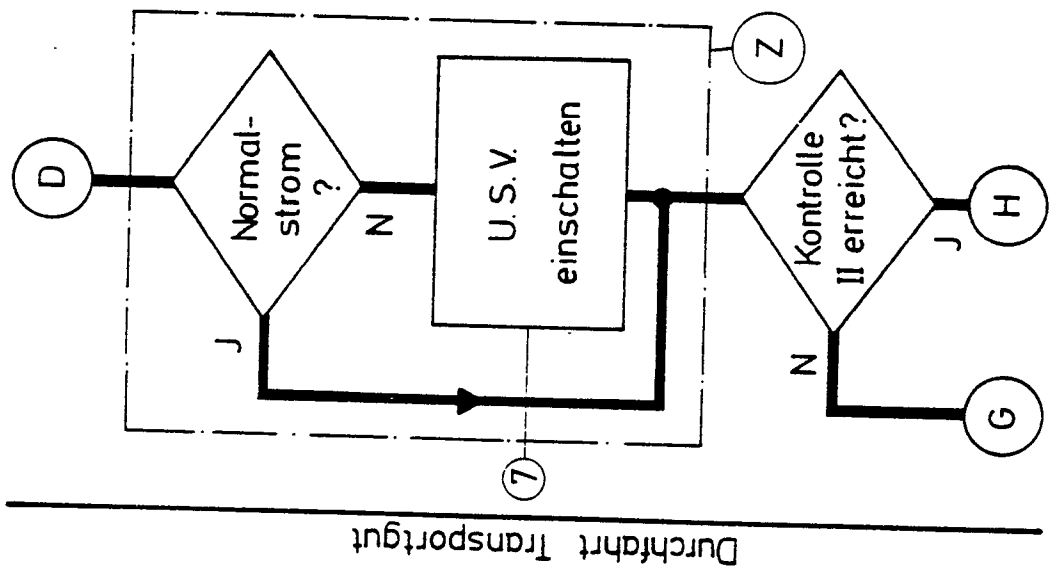 D
Normal-
strom
?
J
N
U.S.V.
einschalten
7
Z
Kontrolle
II erreicht?
N
J
G
H
Durchfahrt Transportgut